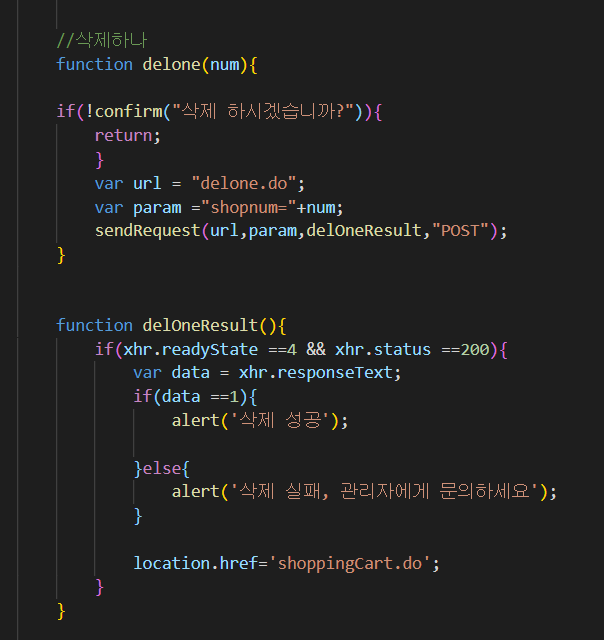 //삭제하나
function delone(num){
if(!confirm("삭제 하시겠습니까?")){
return;
}
var url = "delone.do";
var param ="shopnum="+num;
sendRequest(url,param,delOneResult,"POST");
}
function delOneResult(){
if(xhr.readyState ==4 && xhr.status ==200){
var data = xhr.responseText;
if(data ==1){
alert('삭제 성공');
}else{
alert('삭제 실패, 관리자에게 문의하세요');
}
location.href='shoppingCart.do';
}
}